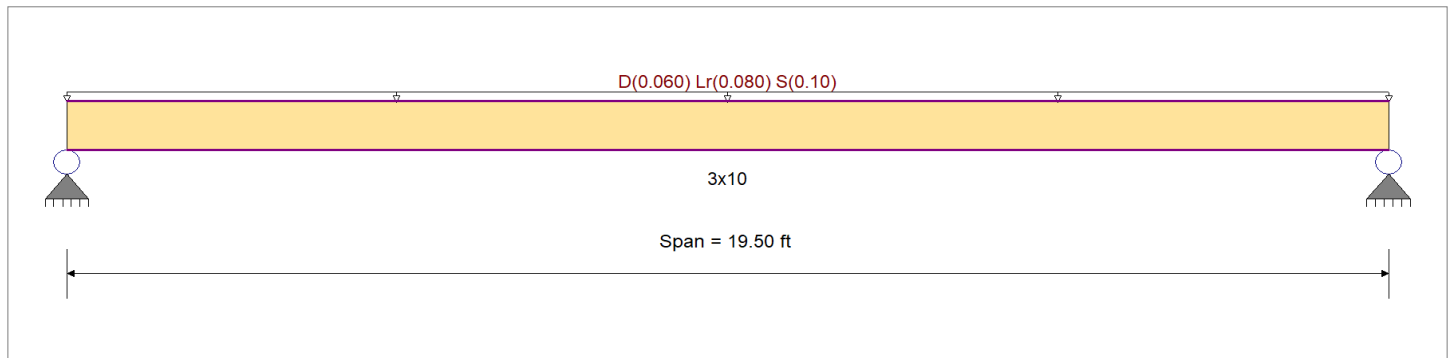 D(0.060) Lr(0.080) S(0.10)
3x10
Span = 19.50 ft